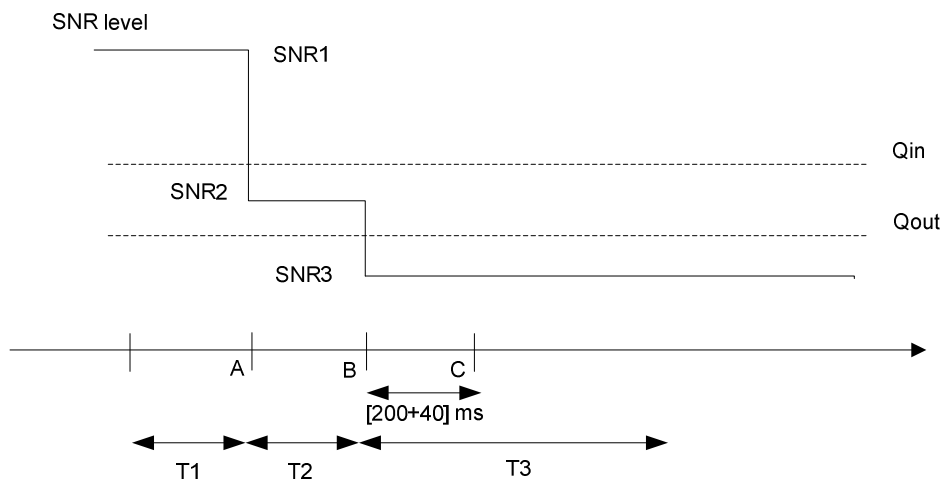 SNR level
SNR1
Qin
SNR2
Qout
SNR3
A
B
C
[200+40] ms
T1
T2
T3